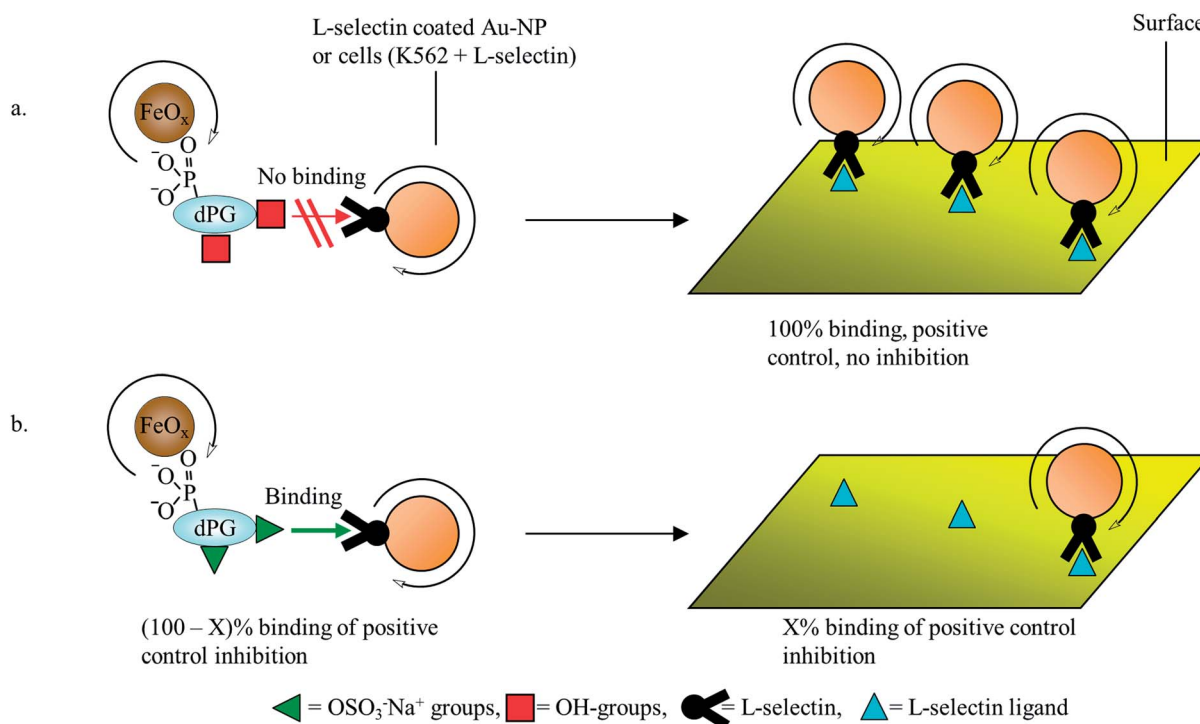 L-selectin coated Au-NP
or cells (K562 + L-selectin)
Surface
a.
FeOₓ
O
⁻O
P
⁻O
dPG
No binding
100% binding, positive
control, no inhibition
b.
FeOₓ
O
⁻O
P
⁻O
dPG
Binding
(100 – X)% binding of positive
control inhibition
X% binding of positive control
inhibition
= OSO₃⁻Na⁺ groups, = OH-groups, = L-selectin, = L-selectin ligand